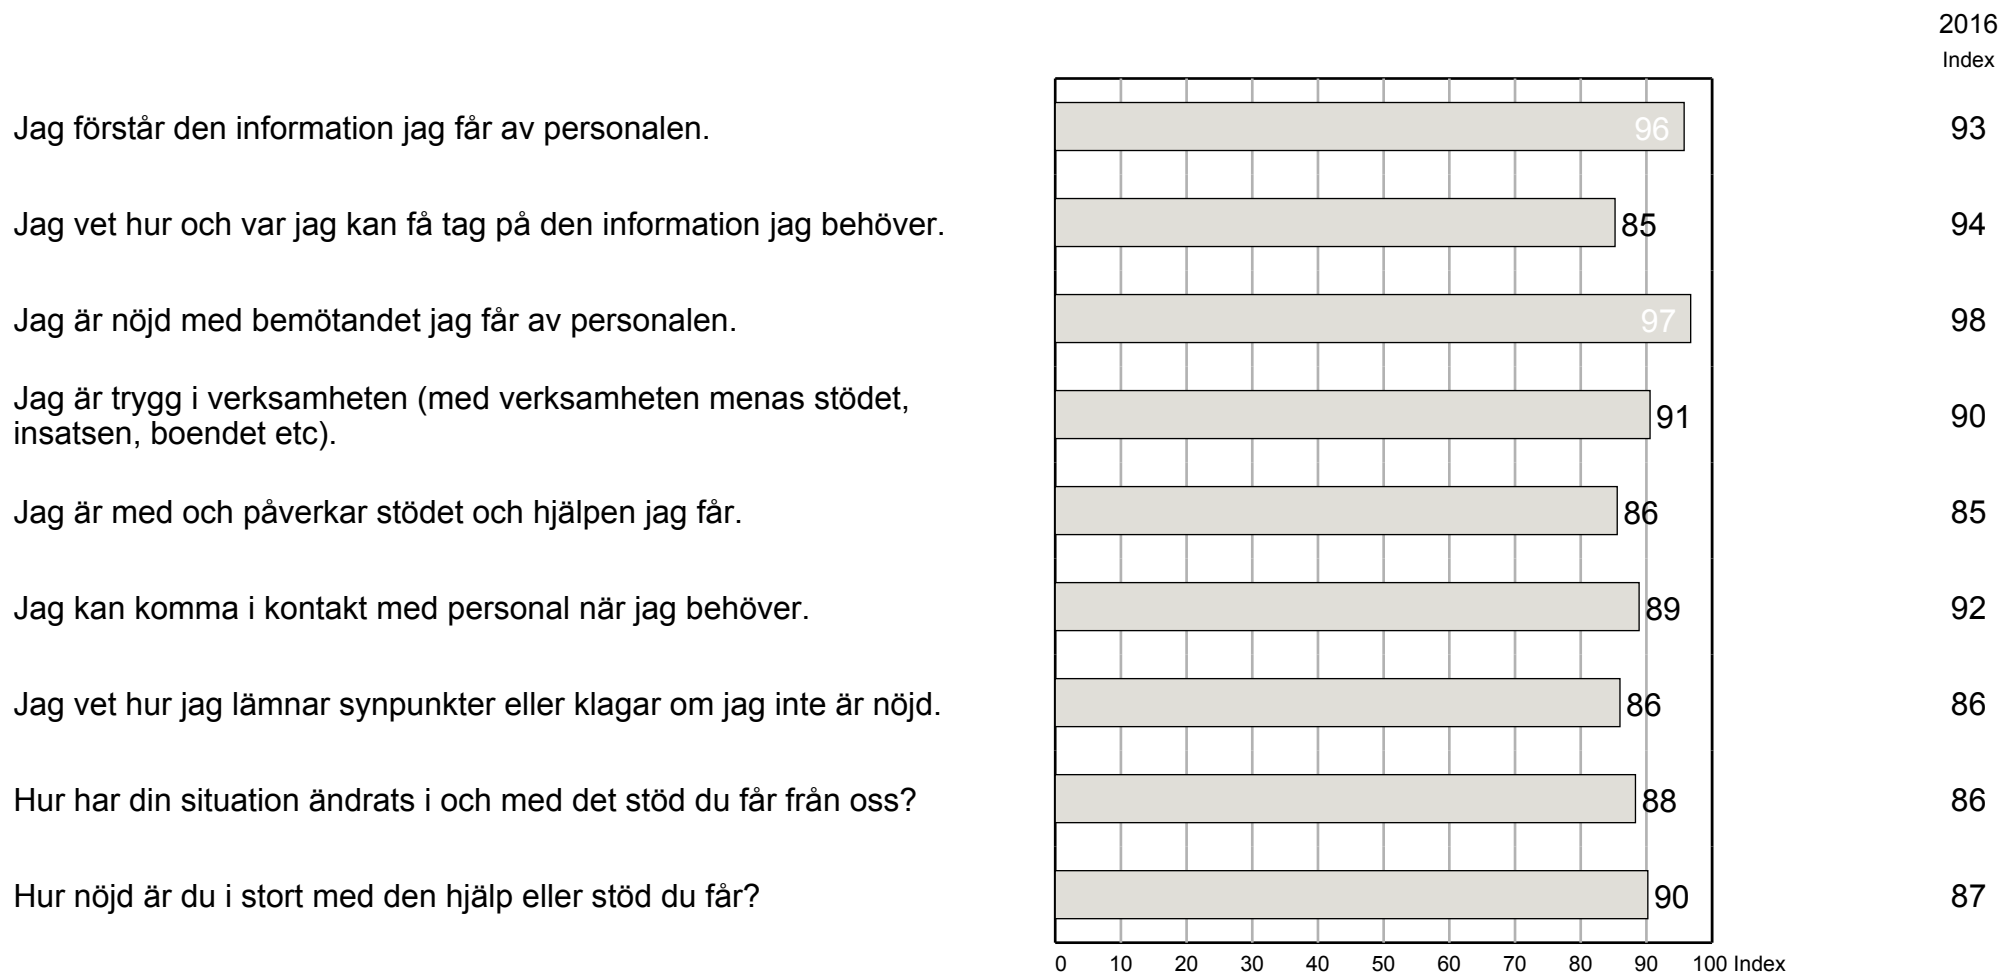 2016
Index
Jag förstår den information jag får av personalen. 96 93
Jag vet hur och var jag kan få tag på den information jag behöver. 85 94
Jag är nöjd med bemötandet jag får av personalen. 97 98
Jag är trygg i verksamheten (med verksamheten menas stödet,
insatsen, boendet etc). 91 90
Jag är med och påverkar stödet och hjälpen jag får. 86 85
Jag kan komma i kontakt med personal när jag behöver. 89 92
Jag vet hur jag lämnar synpunkter eller klagar om jag inte är nöjd. 86 86
Hur har din situation ändrats i och med det stöd du får från oss? 88 86
Hur nöjd är du i stort med den hjälp eller stöd du får? 90 87
0 10 20 30 40 50 60 70 80 90 100 Index